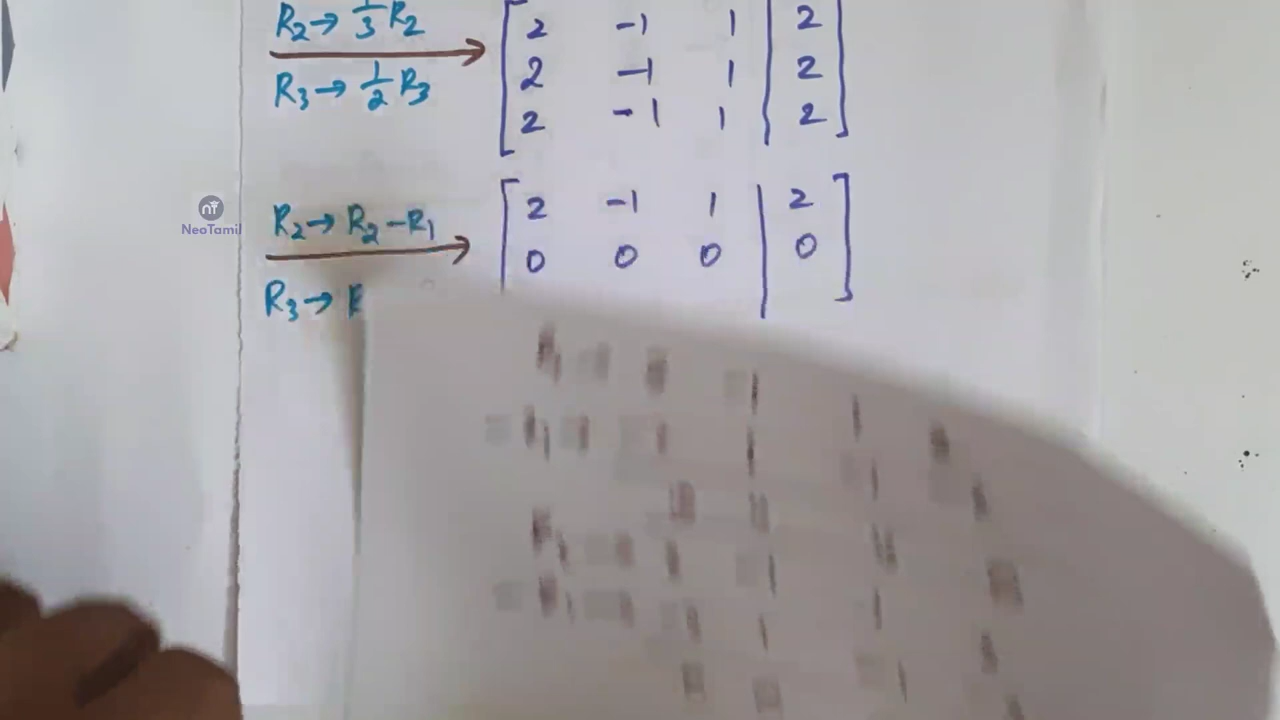 R₂→ 1/3 R₂ [2 -1 1 | 2
R₃→ 1/2 R₃ 2 -1 1 | 2
2 -1 1 | 2]
R₂→ R₂-R₁ [2 -1 1 | 2
0 0 0 | 0]
R₃→
NT
NeoTamil